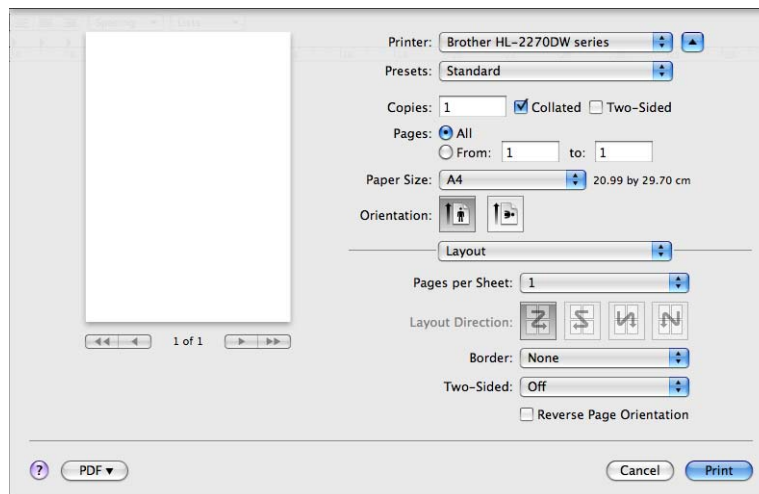 Spacing Lists
Printer: Brother HL-2270DW series
Presets: Standard
Copies: 1 Collated Two-Sided
Pages: All
From: 1 to: 1
Paper Size: A4 20.99 by 29.70 cm
Orientation:
Layout
Pages per Sheet: 1
Layout Direction:
1 of 1
Border: None
Two-Sided: Off
Reverse Page Orientation
? PDF Cancel Print